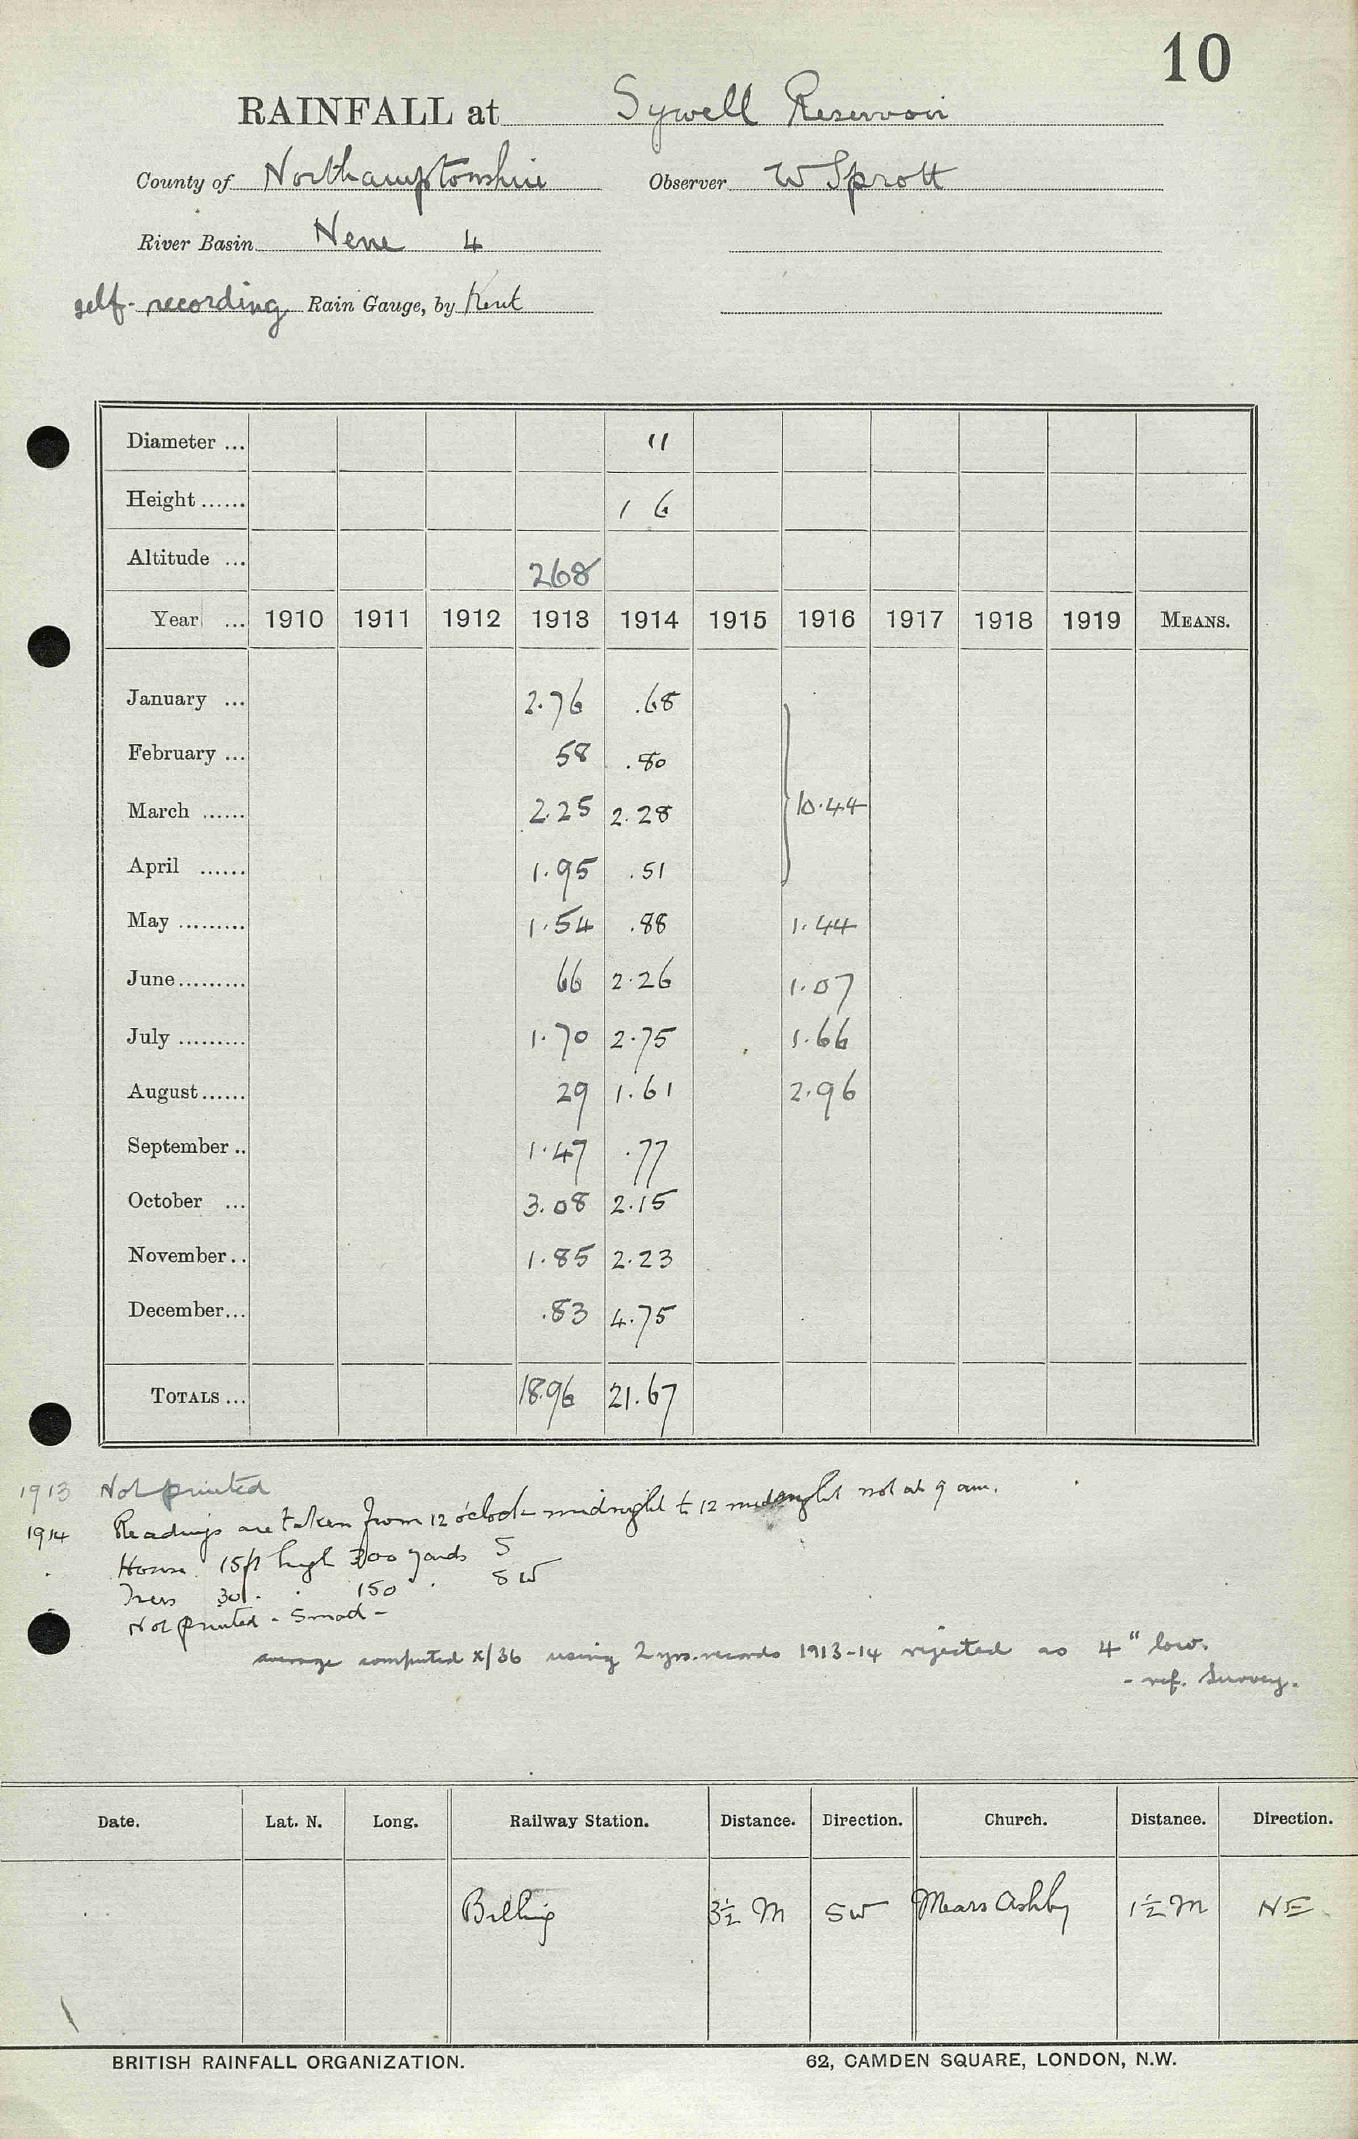 10
RAINFALL at Sywell Reservoir
County of Northamptonshire Observer W Sprott
River Basin Nene 4
self-recording Rain Gauge, by Kent
Diameter ... "
Height ...... 1 6
Altitude ... 268
Year ... 1910 1911 1912 1913 1914 1915 1916 1917 1918 1919 MEANS.
January ... 2.76 .68
February ... 58 .80
March ...... 2.25 2.28 10.44
April ...... 1.95 .51
May ......... 1.54 .88 1.44
June......... 66 2.26 1.07
July ......... 1.70 2.75 1.66
August...... 29 1.61 2.96
September .. 1.47 .77
October ... 3.08 2.15
November.. 1.85 2.23
December... .83 4.75
TOTALS ... 18.96 21.67
1913 Not printed
1914 Readings are taken from 12 o'clock midnight to 12 midnight not at 9 am.
House 15ft high 300 yards S
Trees 30 . . 150 . SW
Not printed - Small -
average computed x/36 using 2 yrs. records 1913-14 rejected as 4" low.
- ref. Survey.
Date. Lat. N. Long. Railway Station. Distance. Direction. Church. Distance. Direction.
Billing 3½ M SW Mears Ashby 1½ M NE
BRITISH RAINFALL ORGANIZATION. 62, CAMDEN SQUARE, LONDON, N.W.